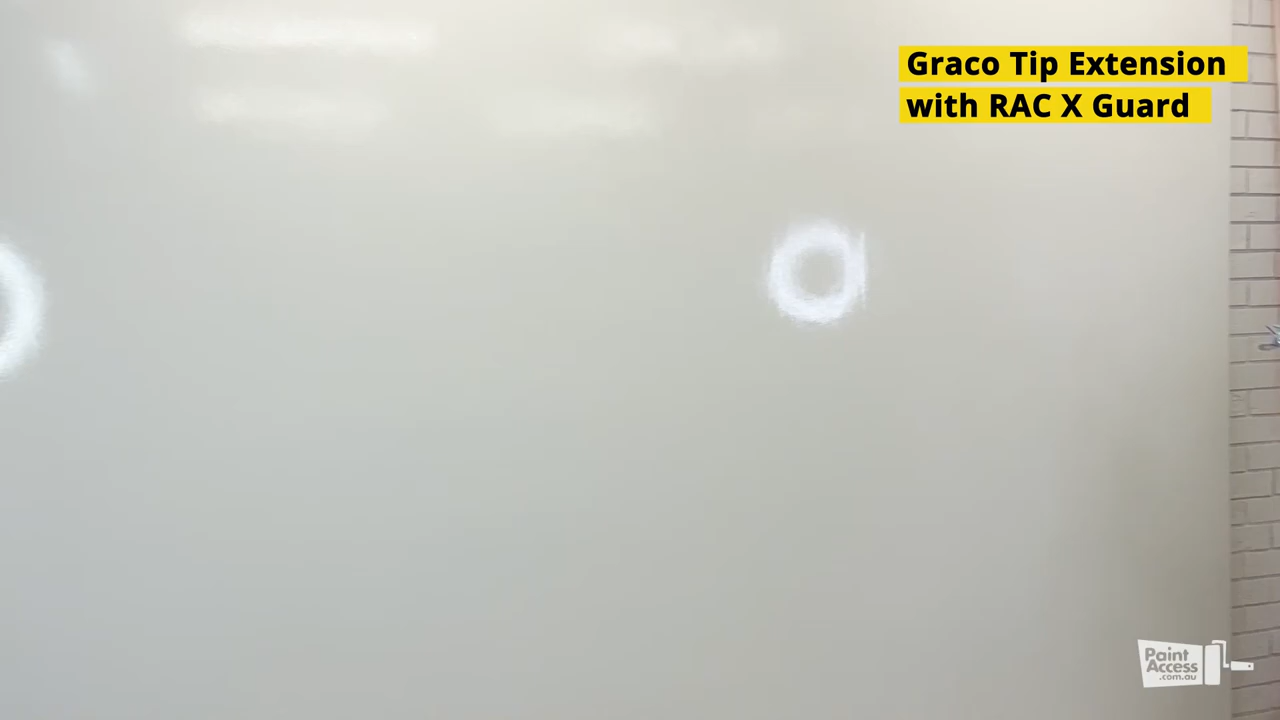 Graco Tip Extension
with RAC X Guard
Paint
Access
.com.au